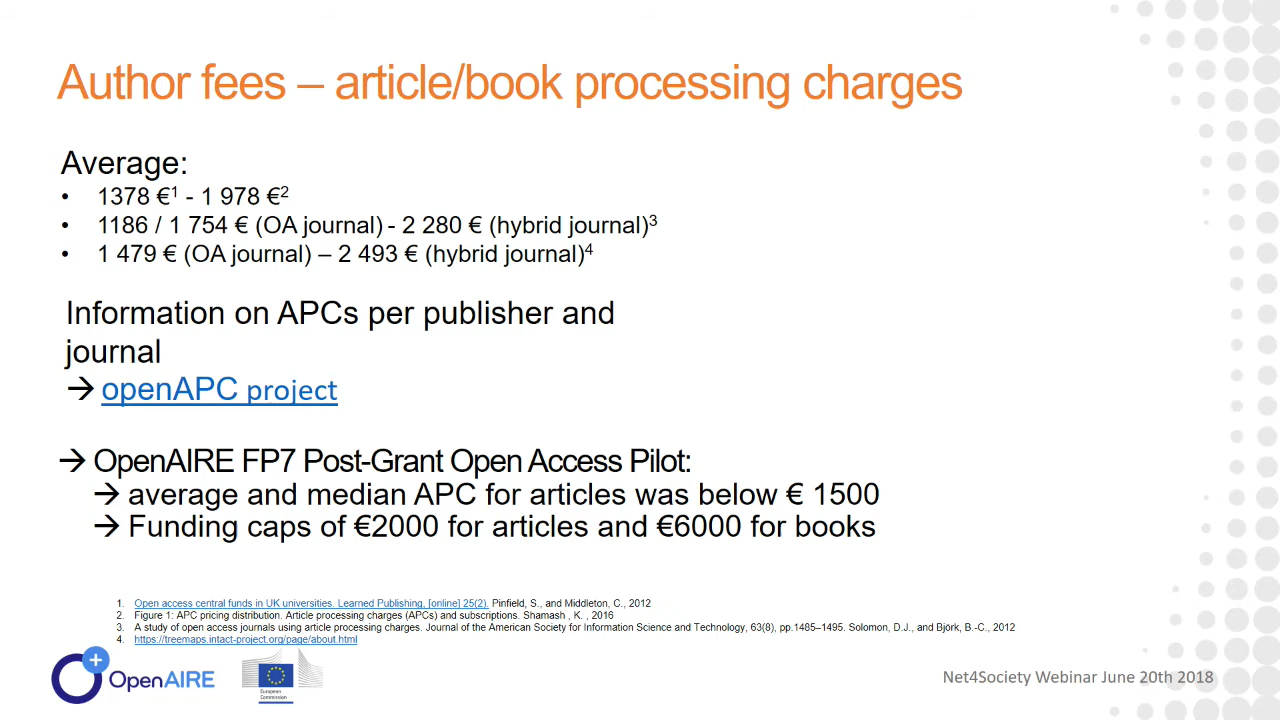 Author fees – article/book processing charges
Average:
• 1378 €1 - 1 978 €2
• 1186 / 1 754 € (OA journal) - 2 280 € (hybrid journal)3
• 1 479 € (OA journal) – 2 493 € (hybrid journal)4
Information on APCs per publisher and
journal
→ openAPC project
→ OpenAIRE FP7 Post-Grant Open Access Pilot:
→ average and median APC for articles was below € 1500
→ Funding caps of €2000 for articles and €6000 for books
1. Open access central funds in UK universities. Learned Publishing, [online] 25(2). Pinfield, S., and Middleton, C., 2012
2. Figure 1: APC pricing distribution. Article processing charges (APCs) and subscriptions. Shamash , K. , 2016
3. A study of open access journals using article processing charges. Journal of the American Society for Information Science and Technology, 63(8), pp.1485–1495. Solomon, D.J., and Björk, B.-C., 2012
4. https://treemaps.intact-project.org/page/about.html
OpenAIRE
European
Commission
Net4Society Webinar June 20th 2018